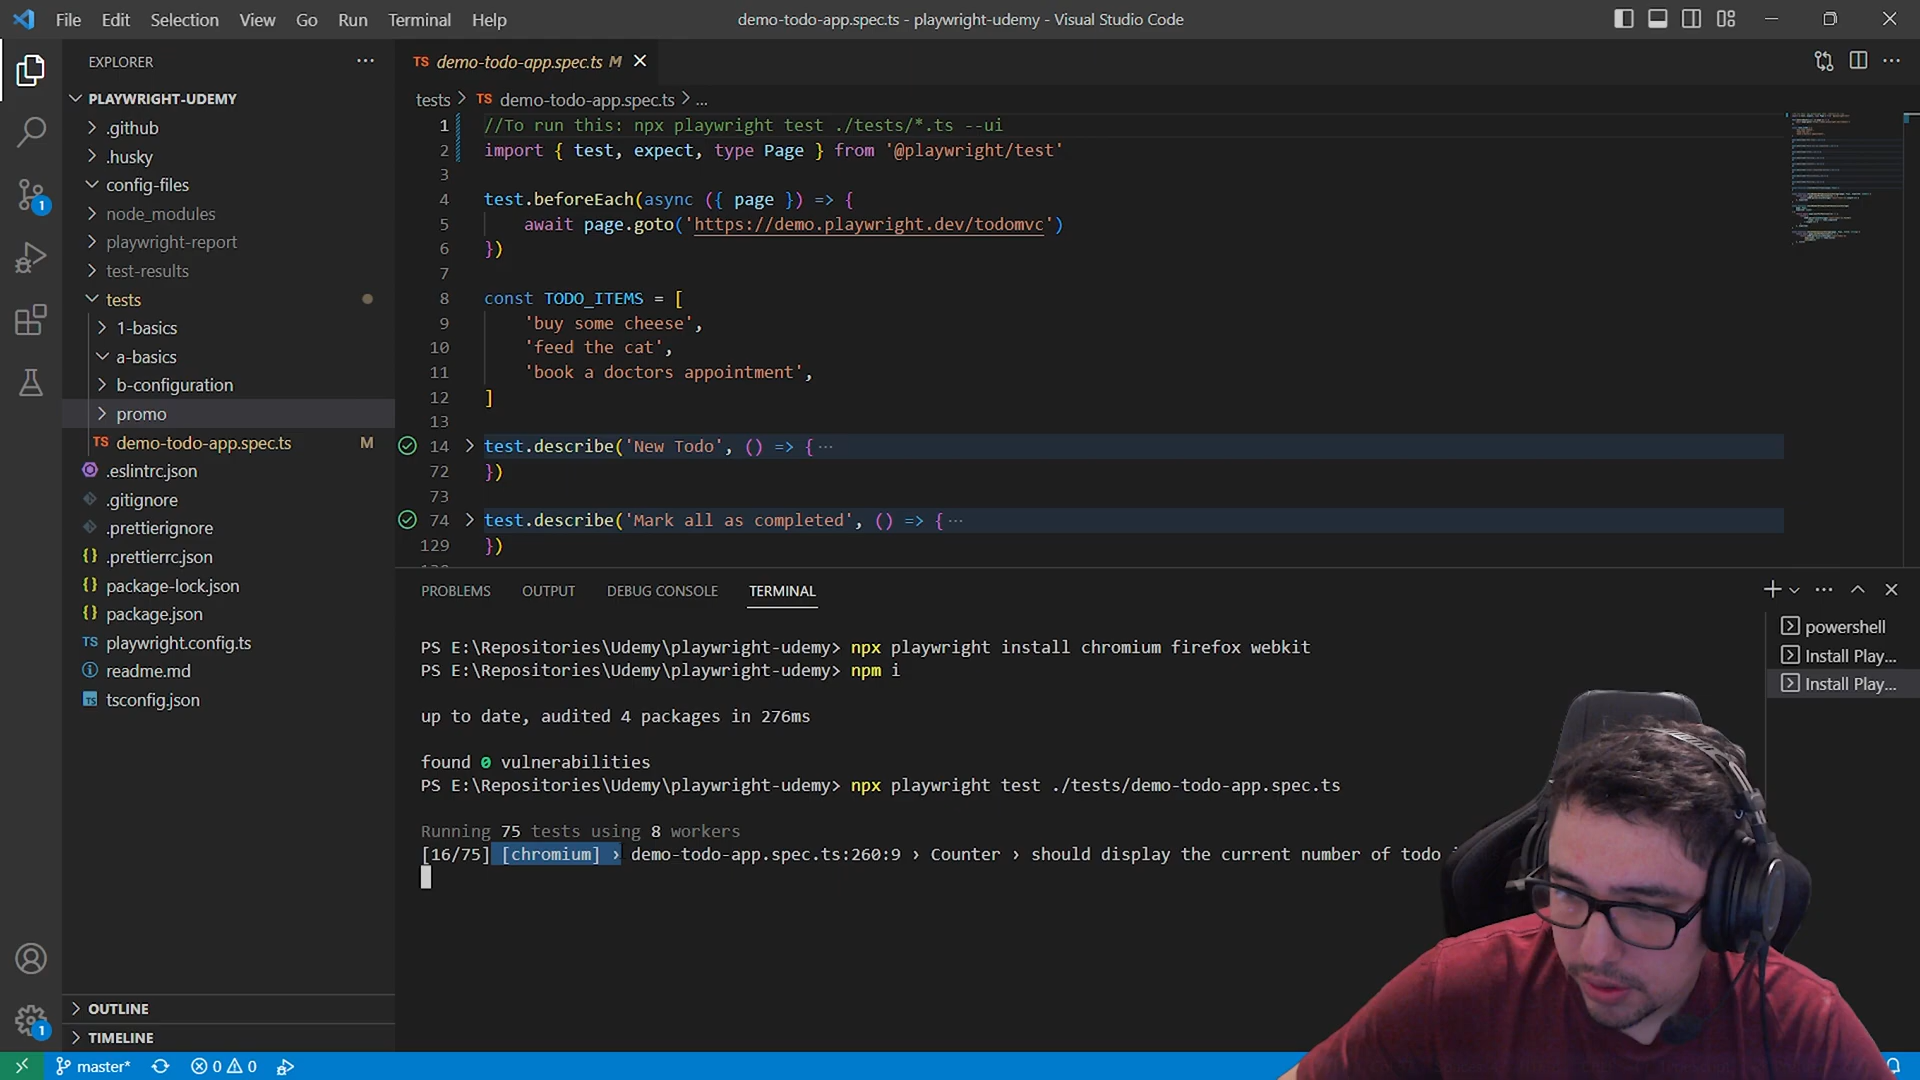 File Edit Selection View Go Run Terminal Help
demo-todo-app.spec.ts - playwright-udemy - Visual Studio Code
EXPLORER
PLAYWRIGHT-UDEMY
.github
.husky
config-files
node_modules
playwright-report
test-results
tests
1-basics
a-basics
b-configuration
promo
TS demo-todo-app.spec.ts M
.eslintrc.json
.gitignore
.prettierignore
{} .prettierrc.json
{} package-lock.json
{} package.json
TS playwright.config.ts
readme.md
TS tsconfig.json
OUTLINE
TIMELINE
1
1
TS demo-todo-app.spec.ts M
tests > TS demo-todo-app.spec.ts > ...
1 //To run this: npx playwright test ./tests/*.ts --ui
2 import { test, expect, type Page } from '@playwright/test'
3
4 test.beforeEach(async ({ page }) => {
5 await page.goto('https://demo.playwright.dev/todomvc')
6 })
7
8 const TODO_ITEMS = [
9 'buy some cheese',
10 'feed the cat',
11 'book a doctors appointment',
12 ]
13
14 test.describe('New Todo', () => { ...
72 })
73
74 test.describe('Mark all as completed', () => { ...
129 })
PROBLEMS OUTPUT DEBUG CONSOLE TERMINAL
PS E:\Repositories\Udemy\playwright-udemy> npx playwright install chromium firefox webkit
PS E:\Repositories\Udemy\playwright-udemy> npm i
up to date, audited 4 packages in 276ms
found 0 vulnerabilities
PS E:\Repositories\Udemy\playwright-udemy> npx playwright test ./tests/demo-todo-app.spec.ts
Running 75 tests using 8 workers
[16/75] [chromium] › demo-todo-app.spec.ts:260:9 › Counter › should display the current number of todo
powershell
Install Play...
Install Play...
master* 0 0